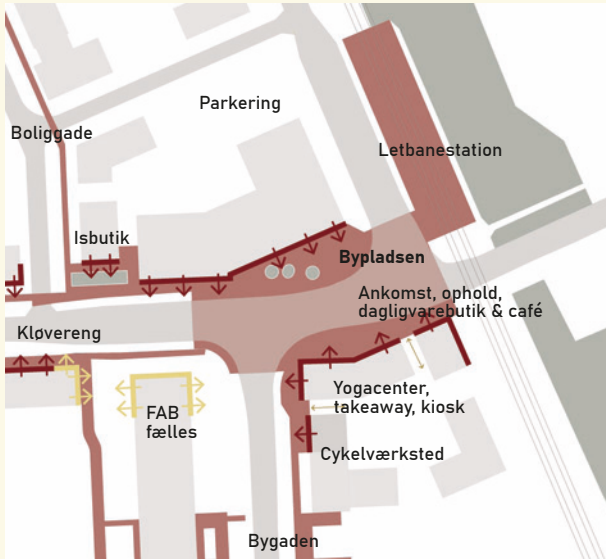 Parkering
Boliggade
Letbanestation
Isbutik
Bypladsen
Ankomst, ophold,
dagligvarebutik & café
Kløvereng
Yogacenter,
takeaway, kiosk
FAB
fælles
Cykelværksted
Bygaden